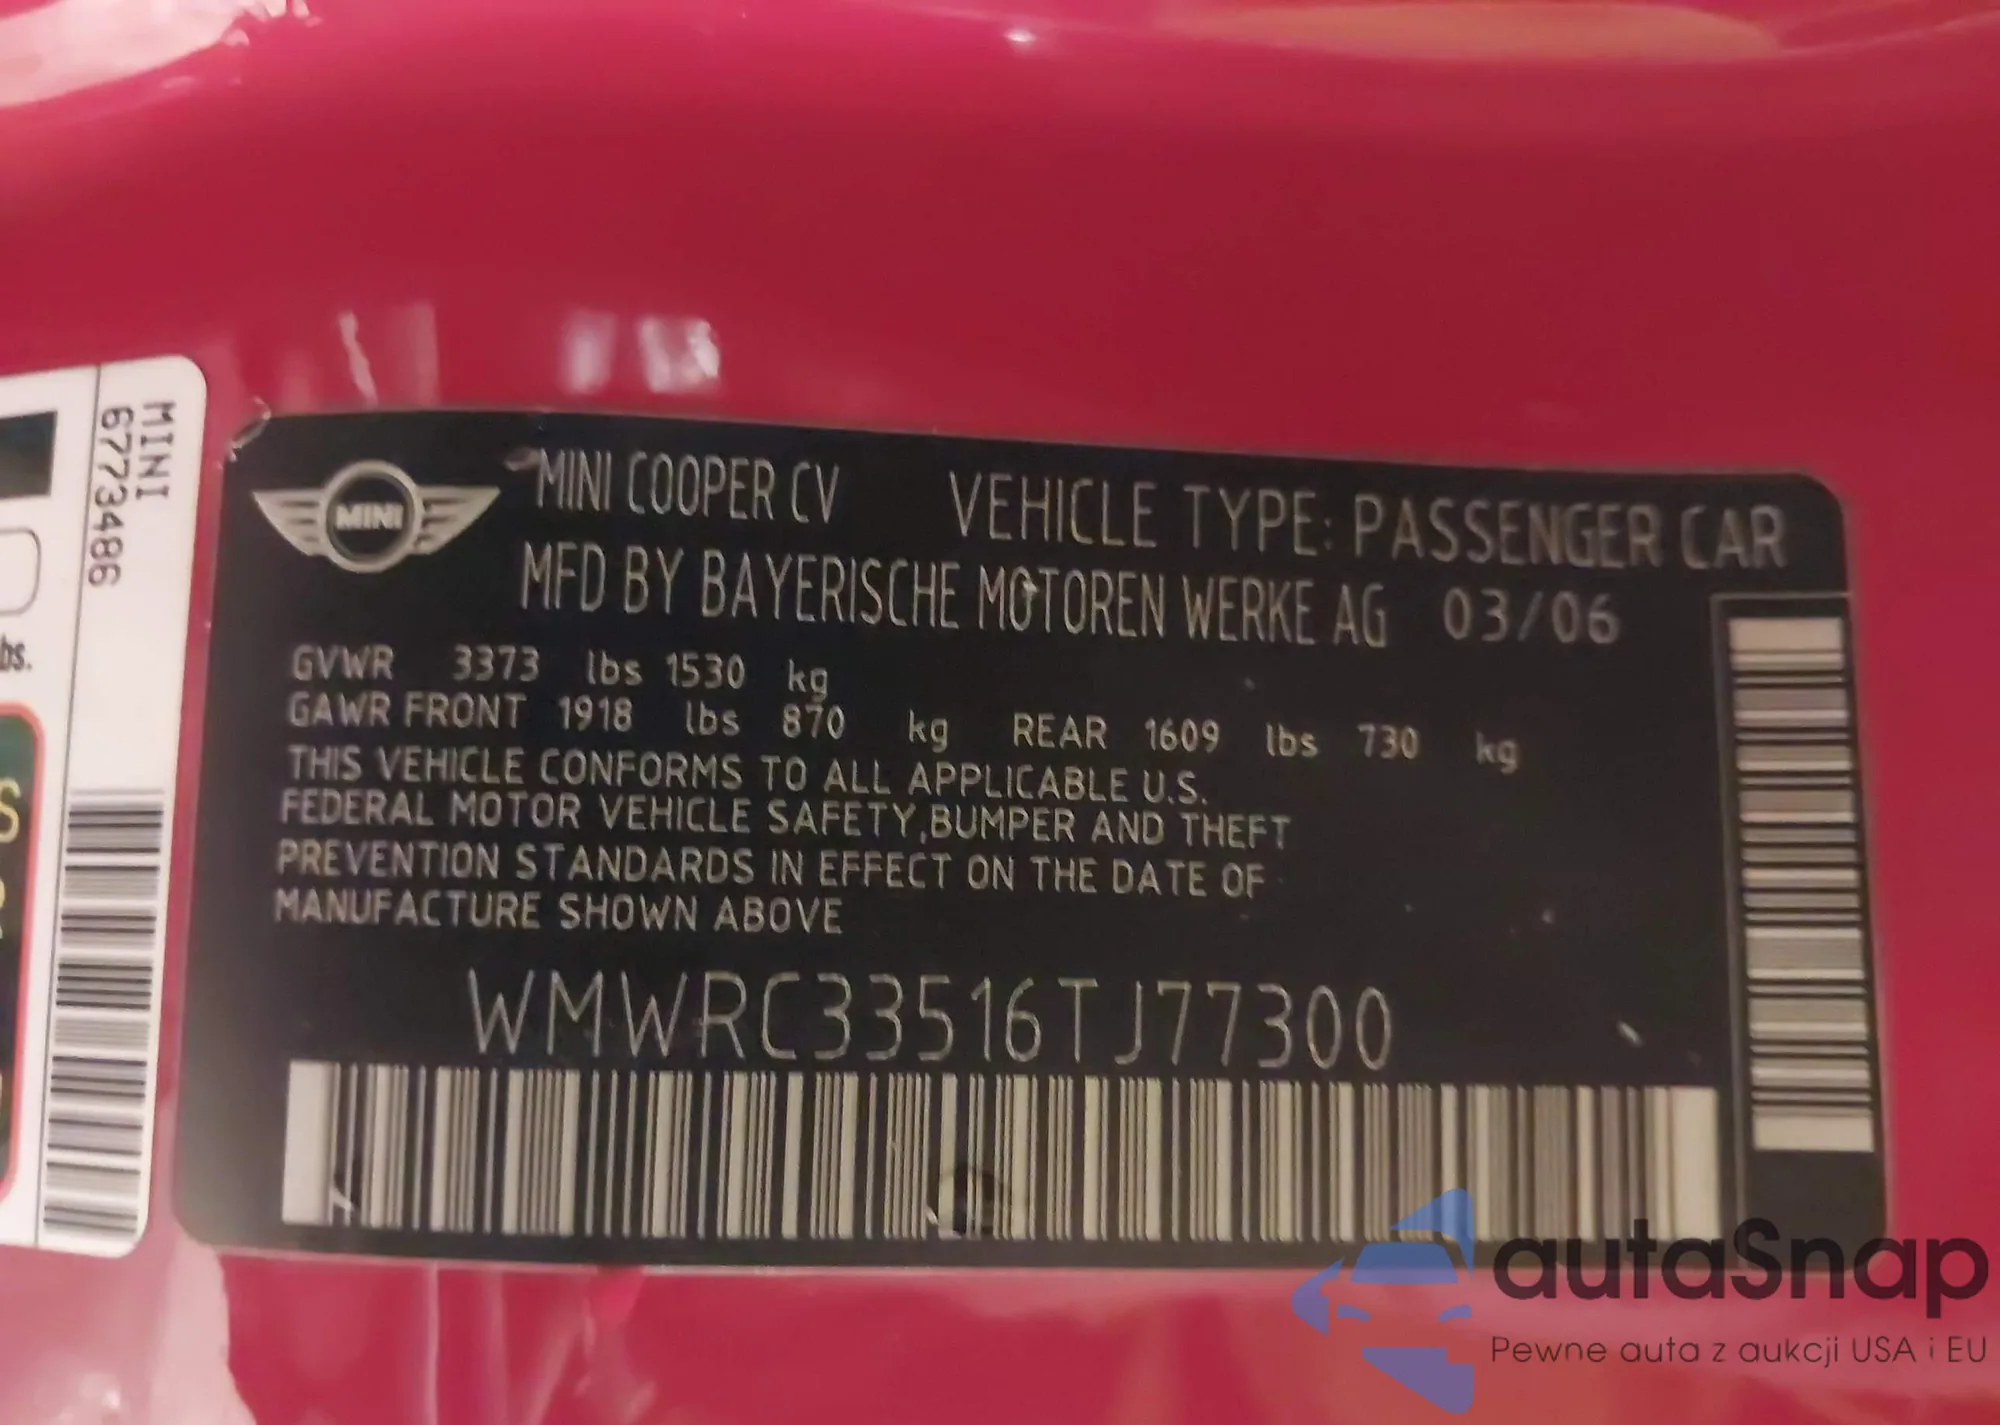 MINI
6773486
bs.
S
MINI
MINI COOPER CV VEHICLE TYPE: PASSENGER CAR
MFD BY BAYERISCHE MOTOREN WERKE AG 03/06
GVWR 3373 lbs 1530 kg
GAWR FRONT 1918 lbs 870 kg REAR 1609 lbs 730 kg
THIS VEHICLE CONFORMS TO ALL APPLICABLE U.S.
FEDERAL MOTOR VEHICLE SAFETY,BUMPER AND THEFT
PREVENTION STANDARDS IN EFFECT ON THE DATE OF
MANUFACTURE SHOWN ABOVE
WMWRC33516TJ77300
autaSnap
Pewne auta z aukcji USA i EU